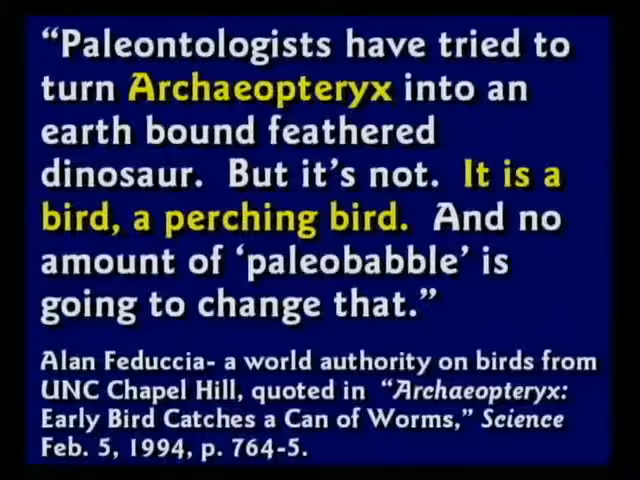 “Paleontologists have tried to
turn Archaeopteryx into an
earth bound feathered
dinosaur.  But it’s not.  It is a
bird, a perching bird.  And no
amount of ‘paleobabble’ is
going to change that.”
Alan Feduccia- a world authority on birds from
UNC Chapel Hill, quoted in  “Archaeopteryx:
Early Bird Catches a Can of Worms,” Science
Feb. 5, 1994, p. 764-5.